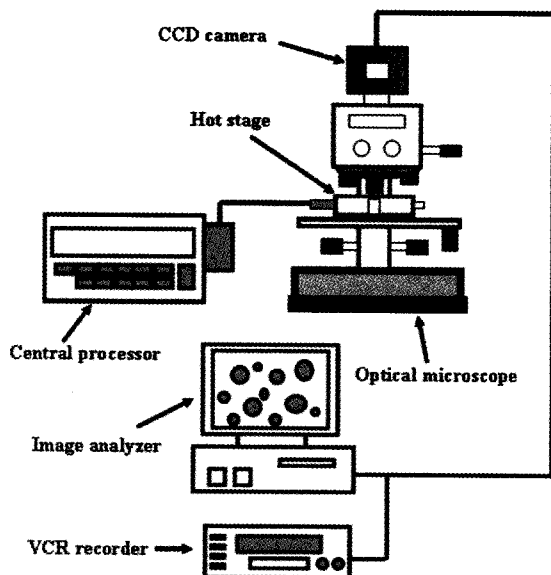 CCD camera
Hot stage
Central processor
Optical microscope
Image analyzer
VCR recorder